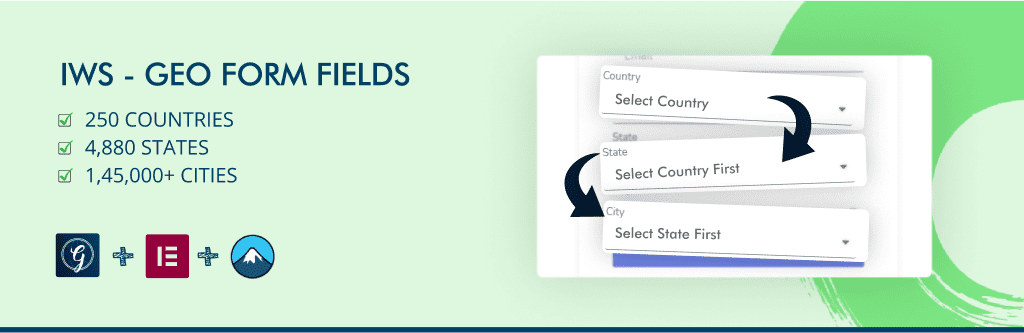 IWS - GEO FORM FIELDS
250 COUNTRIES
4,880 STATES
1,45,000+ CITIES
Country
Select Country
State
State
Select Country First
City
Select State First